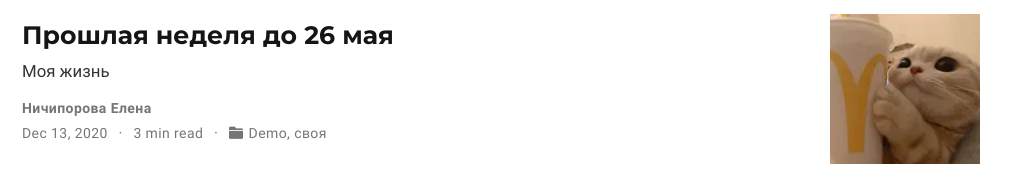 Прошлая неделя до 26 мая
Моя жизнь
Ничипорова Елена
Dec 13, 2020 · 3 min read · Demo, своя